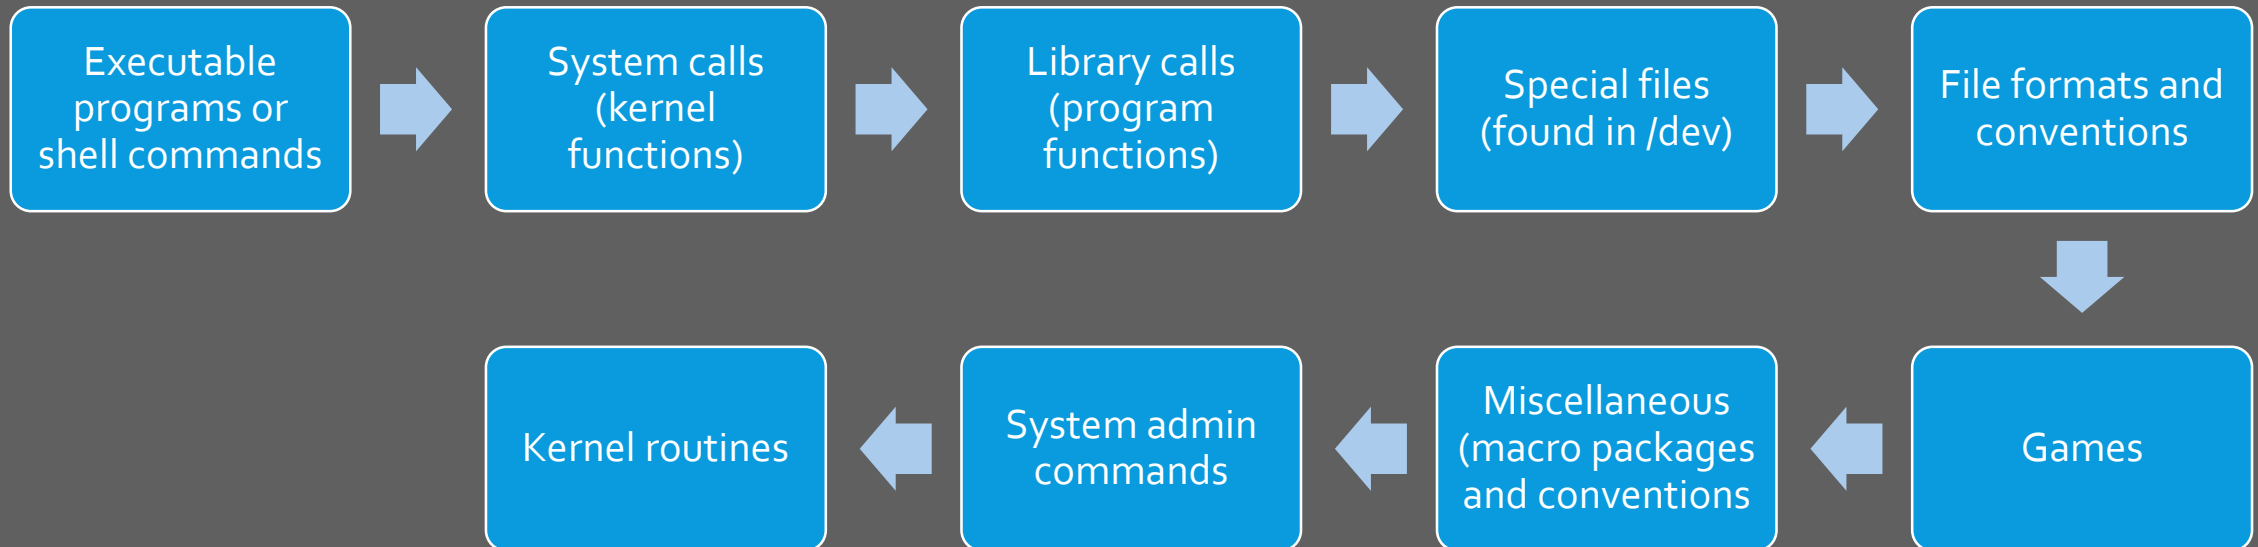 Executable
programs or
shell commands
System calls
(kernel
functions)
Library calls
(program
functions)
Special files
(found in /dev)
File formats and
conventions
Games
Miscellaneous
(macro packages
and conventions
System admin
commands
Kernel routines